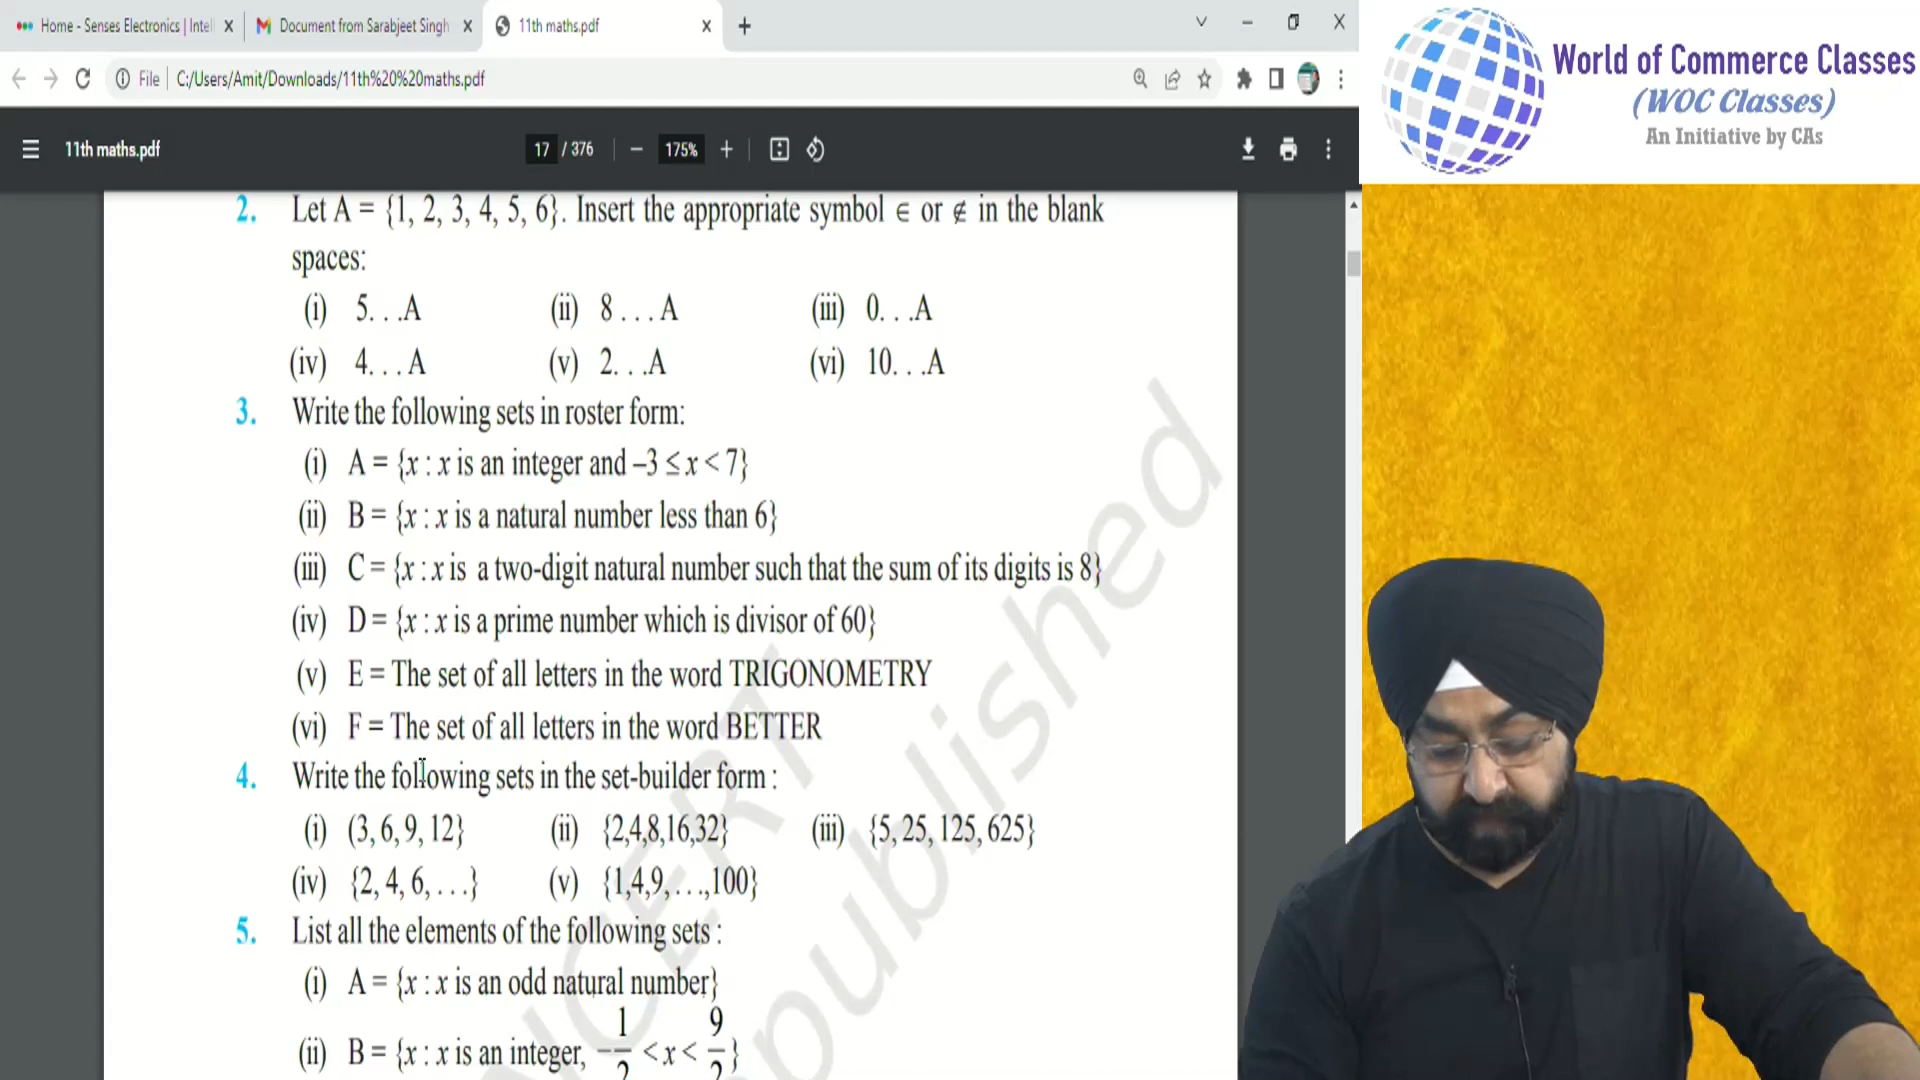 Home - Senses Electronics | Intel
Document from Sarabjeet Singh
11th maths.pdf
File | C:/Users/Amit/Downloads/11th%20%20maths.pdf
11th maths.pdf
17 / 376
175%
World of Commerce Classes
(WOC Classes)
An Initiative by CAs
2. Let A = {1, 2, 3, 4, 5, 6}. Insert the appropriate symbol ∈ or ∉ in the blank
spaces:
(i) 5. . .A (ii) 8 . . . A (iii) 0. . .A
(iv) 4. . . A (v) 2. . .A (vi) 10. . .A
3. Write the following sets in roster form:
(i) A = {x : x is an integer and –3 ≤ x < 7}
(ii) B = {x : x is a natural number less than 6}
(iii) C = {x : x is a two-digit natural number such that the sum of its digits is 8}
(iv) D = {x : x is a prime number which is divisor of 60}
(v) E = The set of all letters in the word TRIGONOMETRY
(vi) F = The set of all letters in the word BETTER
4. Write the following sets in the set-builder form :
(i) (3, 6, 9, 12} (ii) {2,4,8,16,32} (iii) {5, 25, 125, 625}
(iv) {2, 4, 6, . . .} (v) {1,4,9,. . .,100}
5. List all the elements of the following sets :
(i) A = {x : x is an odd natural number}
(ii) B = {x : x is an integer, –1/2 < x < 9/2}
NCERT
published